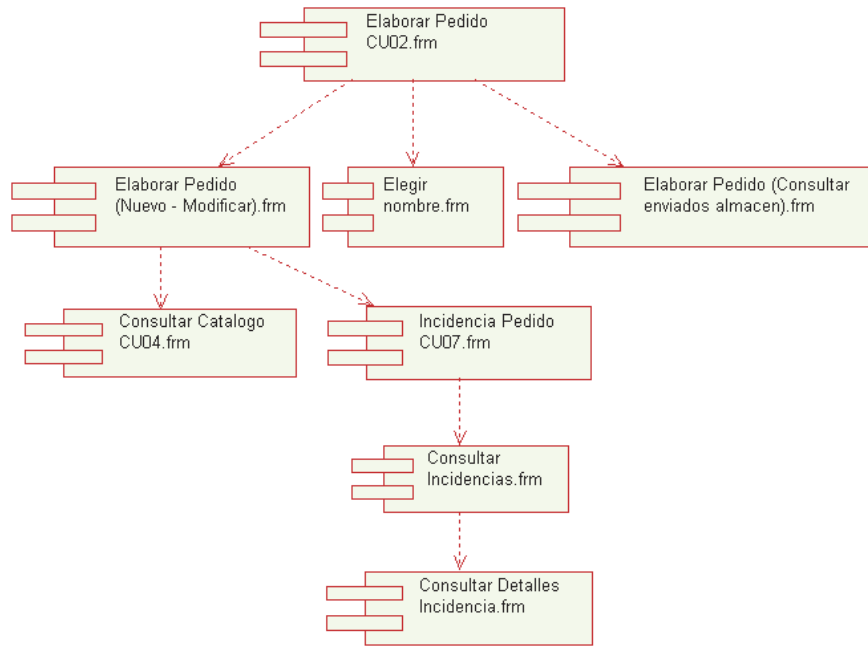 Elaborar Pedido
CU02.frm
Elaborar Pedido
(Nuevo - Modificar).frm
Elegir
nombre.frm
Elaborar Pedido (Consultar
enviados almacen).frm
Consultar Catalogo
CU04.frm
Incidencia Pedido
CU07.frm
Consultar
Incidencias.frm
Consultar Detalles
Incidencia.frm